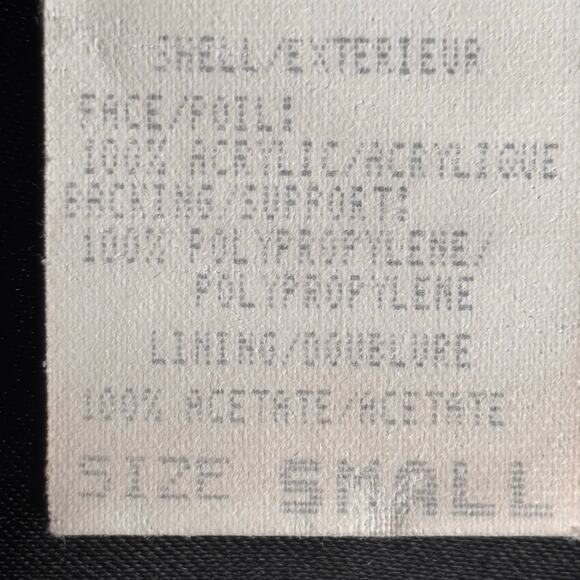 SHELL/EXTERIEUR
FACE/POIL:
100% ACRYLIC/ACRYLIQUE
BACKING/SUPPORT:
100% POLYPROPYLENE/
POLYPROPYLENE
LINING/DOUBLURE
100% ACETATE/ACETATE
SIZE SMALL